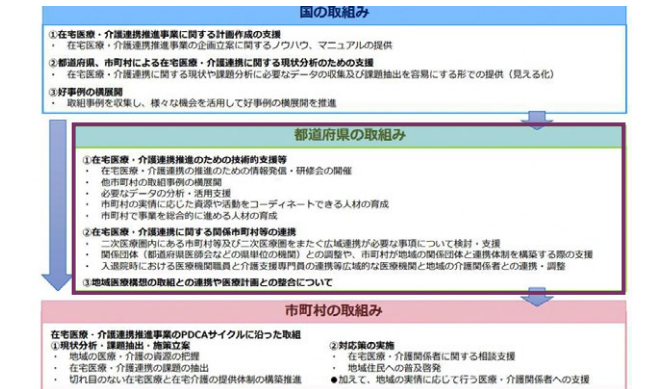 国の取組み
①在宅医療・介護連携推進事業に関する計画作成の支援
・ 在宅医療・介護連携推進事業の企画立案に関するノウハウ、マニュアルの提供
②都道府県、市町村による在宅医療・介護連携に関する現状分析のための支援
・ 在宅医療・介護連携に関する現状や課題分析に必要なデータの収集及び課題抽出を容易にする形での提供（見える化）
③好事例の横展開
・ 取組事例を収集し、様々な機会を活用して好事例の横展開を推進
都道府県の取組み
①在宅医療・介護連携推進のための技術的支援等
・ 在宅医療・介護連携の推進のための情報発信・研修会の開催
・ 他市町村の取組事例の横展開
・ 必要なデータの分析・活用支援
・ 市町村の実情に応じた資源や活動をコーディネートできる人材の育成
・ 市町村で事業を総合的に進める人材の育成
②在宅医療・介護連携に関する関係市町村等の連携
・ 二次医療圏内にある市町村等及び二次医療圏をまたぐ広域連携が必要な事項について検討・支援
・ 関係団体（都道府県医師会などの県単位の機関）との調整や、市町村が地域の関係団体と連携体制を構築する際の支援
・ 入退院時における医療機関職員と介護支援専門員の連携等広域的な医療機関と地域の介護関係者との連携・調整
③地域医療構想の取組との連携や医療計画との整合について
市町村の取組み
在宅医療・介護連携推進事業のPDCAサイクルに沿った取組
①現状分析・課題抽出・施策立案
・ 地域の医療・介護の資源の把握
・ 在宅医療・介護連携の課題の抽出
・ 切れ目のない在宅医療と在宅介護の提供体制の構築推進
②対応策の実施
・ 在宅医療・介護関係者に関する相談支援
・ 地域住民への普及啓発
●加えて、地域の実情に応じて行う医療・介護関係者への支援